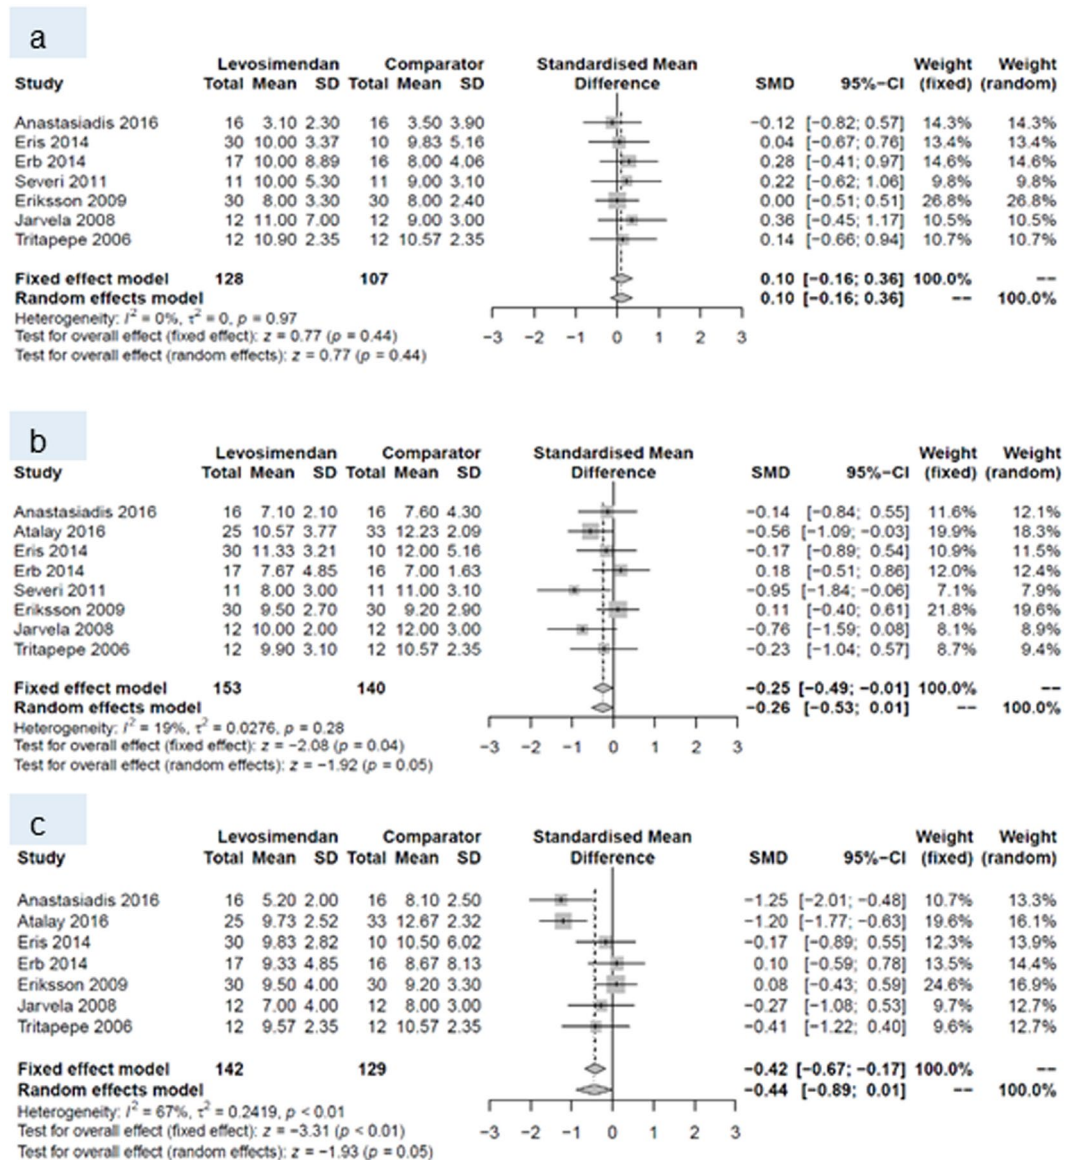 a
Levosimendan Comparator Standardised Mean Weight Weight
Study Total Mean SD Total Mean SD Difference SMD 95%-CI (fixed) (random)
Anastasiadis 2016 16 3.10 2.30 16 3.50 3.90 −0.12 [−0.82; 0.57] 14.3% 14.3%
Eris 2014 30 10.00 3.37 10 9.83 5.16 0.04 [−0.67; 0.76] 13.4% 13.4%
Erb 2014 17 10.00 8.89 16 8.00 4.06 0.28 [−0.41; 0.97] 14.6% 14.6%
Severi 2011 11 10.00 5.30 11 9.00 3.10 0.22 [−0.62; 1.06] 9.8% 9.8%
Eriksson 2009 30 8.00 3.30 30 8.00 2.40 0.00 [−0.51; 0.51] 26.8% 26.8%
Jarvela 2008 12 11.00 7.00 12 9.00 3.00 0.36 [−0.45; 1.17] 10.5% 10.5%
Tritapepe 2006 12 10.90 2.35 12 10.57 2.35 0.14 [−0.66; 0.94] 10.7% 10.7%
Fixed effect model 128 107 0.10 [−0.16; 0.36] 100.0% --
Random effects model 0.10 [−0.16; 0.36] -- 100.0%
Heterogeneity: I² = 0%, τ² = 0, p = 0.97
Test for overall effect (fixed effect): z = 0.77 (p = 0.44)
Test for overall effect (random effects): z = 0.77 (p = 0.44)
−3 −2 −1 0 1 2 3
b
Levosimendan Comparator Standardised Mean Weight Weight
Study Total Mean SD Total Mean SD Difference SMD 95%-CI (fixed) (random)
Anastasiadis 2016 16 7.10 2.10 16 7.60 4.30 −0.14 [−0.84; 0.55] 11.6% 12.1%
Atalay 2016 25 10.57 3.77 33 12.23 2.09 −0.56 [−1.09; −0.03] 19.9% 18.3%
Eris 2014 30 11.33 3.21 10 12.00 5.16 −0.17 [−0.89; 0.54] 10.9% 11.5%
Erb 2014 17 7.67 4.85 16 7.00 1.63 0.18 [−0.51; 0.86] 12.0% 12.4%
Severi 2011 11 8.00 3.00 11 11.00 3.10 −0.95 [−1.84; −0.06] 7.1% 7.9%
Eriksson 2009 30 9.50 2.70 30 9.20 2.90 0.11 [−0.40; 0.61] 21.8% 19.6%
Jarvela 2008 12 10.00 2.00 12 12.00 3.00 −0.76 [−1.59; 0.08] 8.1% 8.9%
Tritapepe 2006 12 9.90 3.10 12 10.57 2.35 −0.23 [−1.04; 0.57] 8.7% 9.4%
Fixed effect model 153 140 −0.25 [−0.49; −0.01] 100.0% --
Random effects model −0.26 [−0.53; 0.01] -- 100.0%
Heterogeneity: I² = 19%, τ² = 0.0276, p = 0.28
Test for overall effect (fixed effect): z = −2.08 (p = 0.04)
Test for overall effect (random effects): z = −1.92 (p = 0.05)
−3 −2 −1 0 1 2 3
c
Levosimendan Comparator Standardised Mean Weight Weight
Study Total Mean SD Total Mean SD Difference SMD 95%-CI (fixed) (random)
Anastasiadis 2016 16 5.20 2.00 16 8.10 2.50 −1.25 [−2.01; −0.48] 10.7% 13.3%
Atalay 2016 25 9.73 2.52 33 12.67 2.32 −1.20 [−1.77; −0.63] 19.6% 16.1%
Eris 2014 30 9.83 2.82 10 10.50 6.02 −0.17 [−0.89; 0.55] 12.3% 13.9%
Erb 2014 17 9.33 4.85 16 8.67 8.13 0.10 [−0.59; 0.78] 13.5% 14.4%
Eriksson 2009 30 9.50 4.00 30 9.20 3.30 0.08 [−0.43; 0.59] 24.6% 16.9%
Jarvela 2008 12 7.00 4.00 12 8.00 3.00 −0.27 [−1.08; 0.53] 9.7% 12.7%
Tritapepe 2006 12 9.57 2.35 12 10.57 2.35 −0.41 [−1.22; 0.40] 9.6% 12.7%
Fixed effect model 142 129 −0.42 [−0.67; −0.17] 100.0% --
Random effects model −0.44 [−0.89; 0.01] -- 100.0%
Heterogeneity: I² = 67%, τ² = 0.2419, p < 0.01
Test for overall effect (fixed effect): z = −3.31 (p < 0.01)
Test for overall effect (random effects): z = −1.93 (p = 0.05)
−3 −2 −1 0 1 2 3